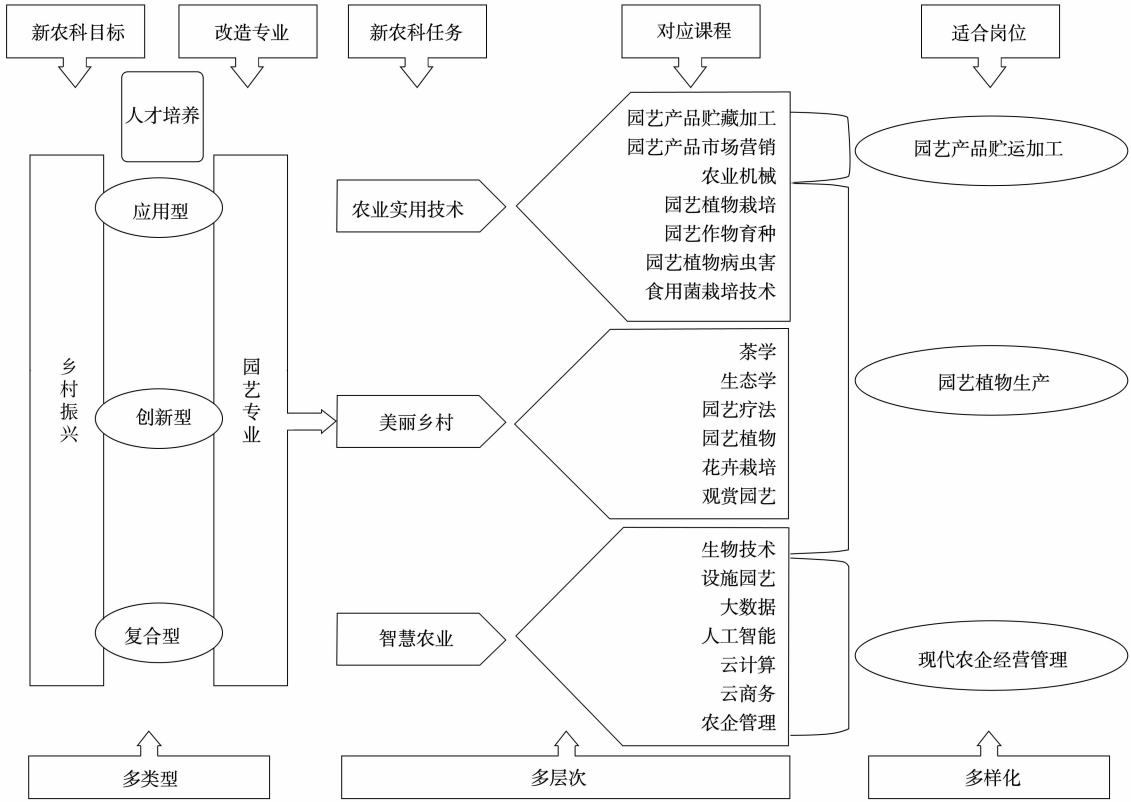 新农科目标
改造专业
新农科任务
对应课程
适合岗位
人才培养
乡村振兴
应用型
创新型
复合型
园艺专业
农业实用技术
美丽乡村
智慧农业
园艺产品贮藏加工
园艺产品市场营销
农业机械
园艺植物栽培
园艺作物育种
园艺植物病虫害
食用菌栽培技术
茶学
生态学
园艺疗法
园艺植物
花卉栽培
观赏园艺
生物技术
设施园艺
大数据
人工智能
云计算
云商务
农企管理
园艺产品贮运加工
园艺植物生产
现代农企经营管理
多类型
多层次
多样化